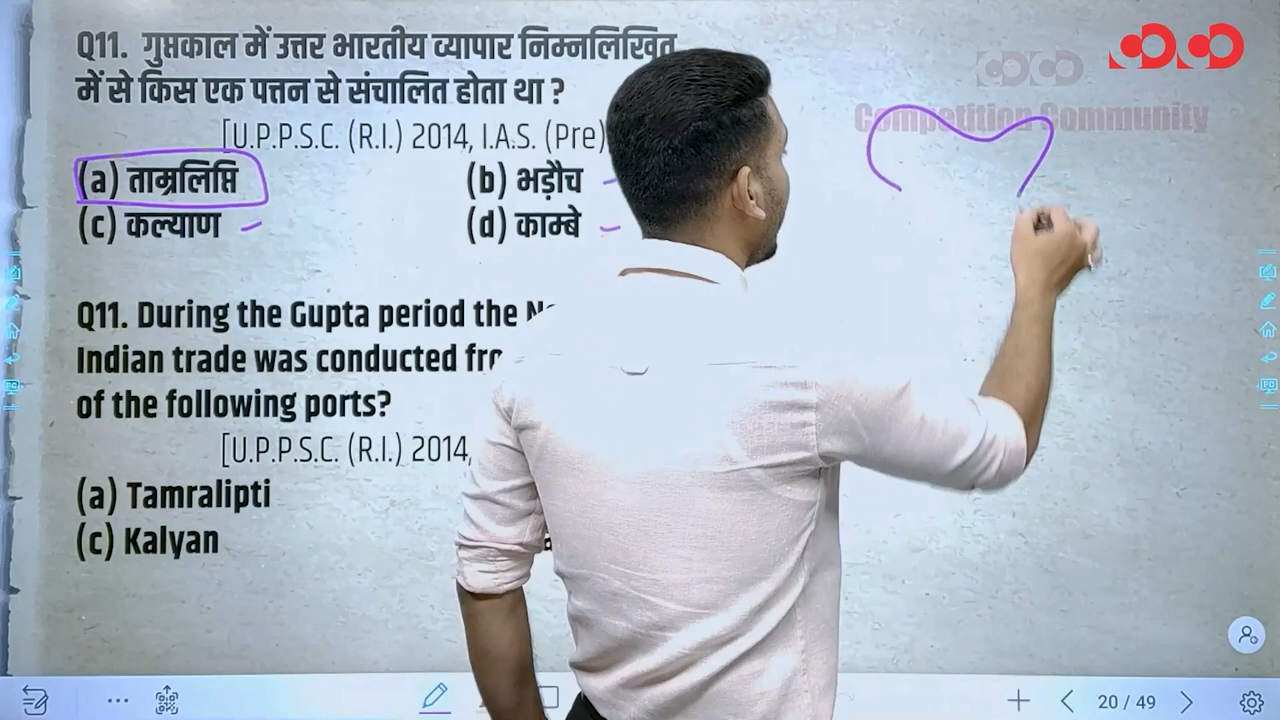 Q11. गुप्तकाल में उत्तर भारतीय व्यापार निम्नलिखित
में से किस एक पत्तन से संचालित होता था ?
[U.P.P.S.C. (R.I.) 2014, I.A.S. (Pre)
(a) ताम्रलिप्ति (b) भड़ौच
(c) कल्याण (d) काम्बे
Competition Community
Q11. During the Gupta period the
Indian trade was conducted
of the following ports?
[U.P.P.S.C. (R.I.) 2014,
(a) Tamralipti
(c) Kalyan
20 / 49